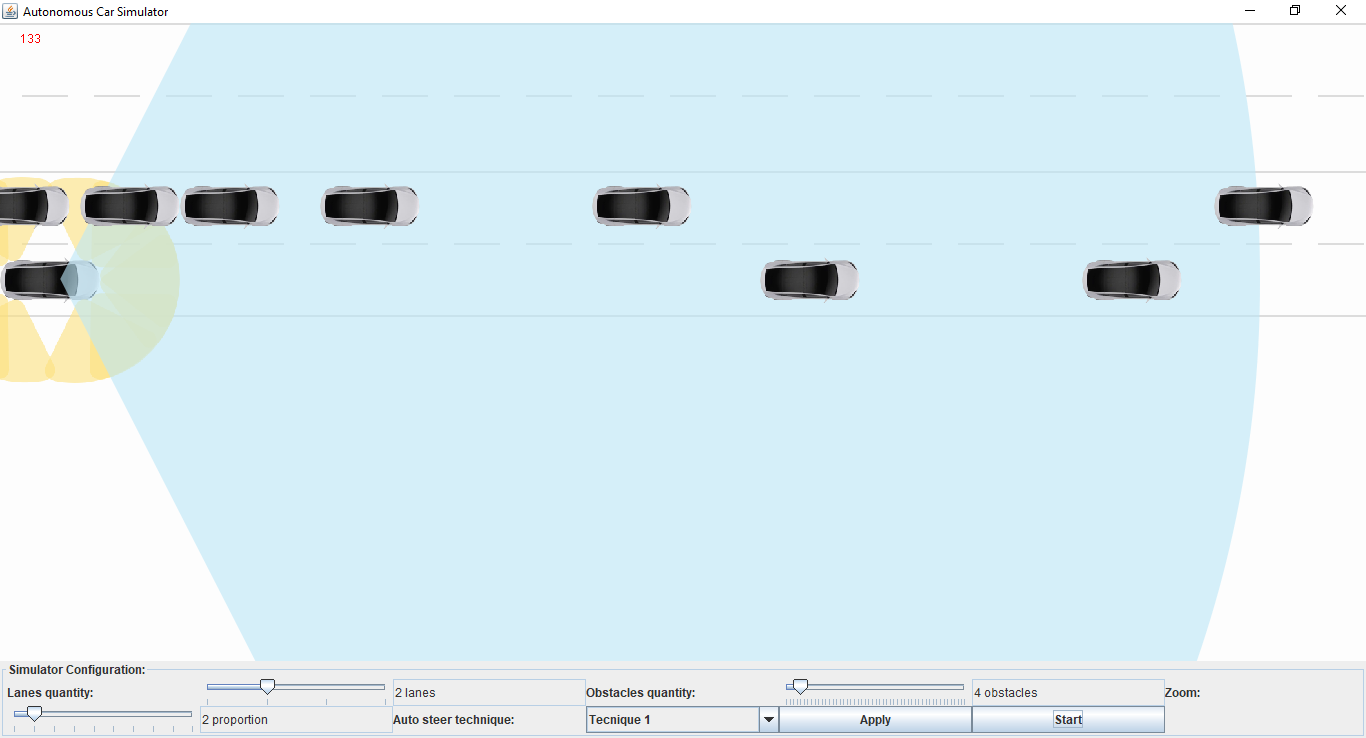 Autonomous Car Simulator
133
Simulator Configuration:
Lanes quantity:
2 lanes
Obstacles quantity:
4 obstacles
Zoom:
2 proportion
Auto steer technique:
Tecnique 1
Apply
Start